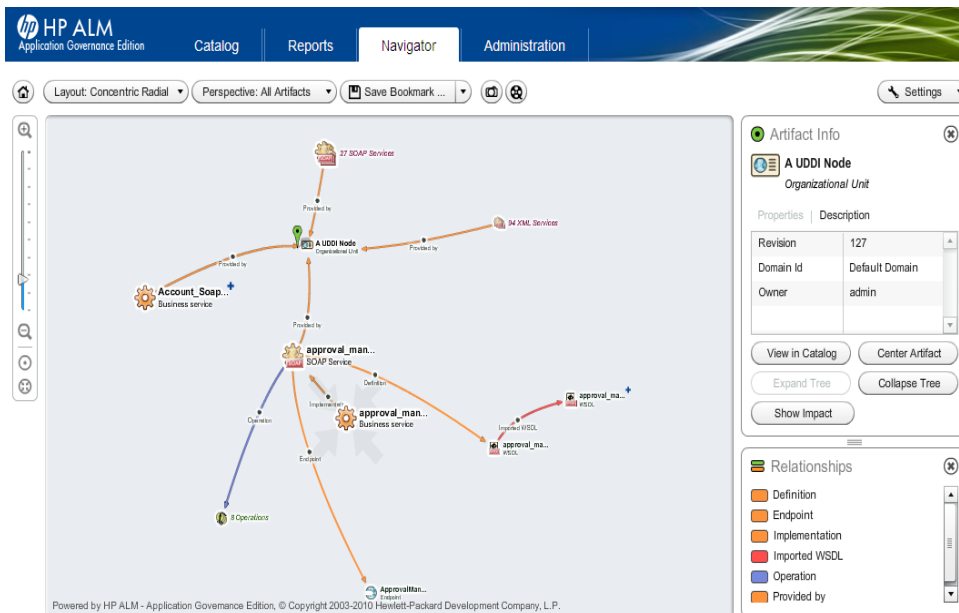 HP ALM
Application Governance Edition
Catalog
Reports
Navigator
Administration
Layout: Concentric Radial
Perspective: All Artifacts
Save Bookmark ...
Settings
27 SOAP Services
Provided by
94 XML Services
A UDDI Node
Organizational Unit
Provided by
Provided by
Account_Soap...
Business service
Provided by
approval_man...
SOAP Service
Definition
Implementati
approval_man...
Business service
Operation
approval_ma...
WSDL
Imported WSDL
approval_ma...
WSDL
Endpoint
8 Operations
ApprovalMan...
Endpoint
Powered by HP ALM - Application Governance Edition, © Copyright 2003-2010 Hewlett-Packard Development Company, L.P.
Artifact Info
A UDDI Node
Organizational Unit
Properties | Description
Revision 127
Domain Id Default Domain
Owner admin
View in Catalog
Center Artifact
Expand Tree
Collapse Tree
Show Impact
Relationships
Definition
Endpoint
Implementation
Imported WSDL
Operation
Provided by